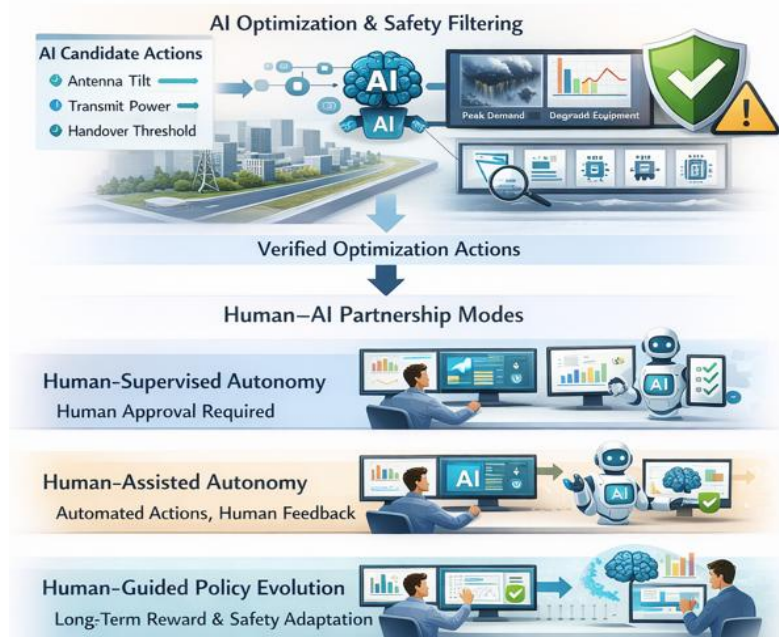 AI Optimization & Safety Filtering
AI Candidate Actions
Antenna Tilt
Transmit Power
Handover Threshold
AI
AI
Peak Demand
Degradd Equipment
Verified Optimization Actions
Human–AI Partnership Modes
Human-Supervised Autonomy
Human Approval Required
AI
Human-Assisted Autonomy
Automated Actions, Human Feedback
AI
AI
Human-Guided Policy Evolution
Long-Term Reward & Safety Adaptation